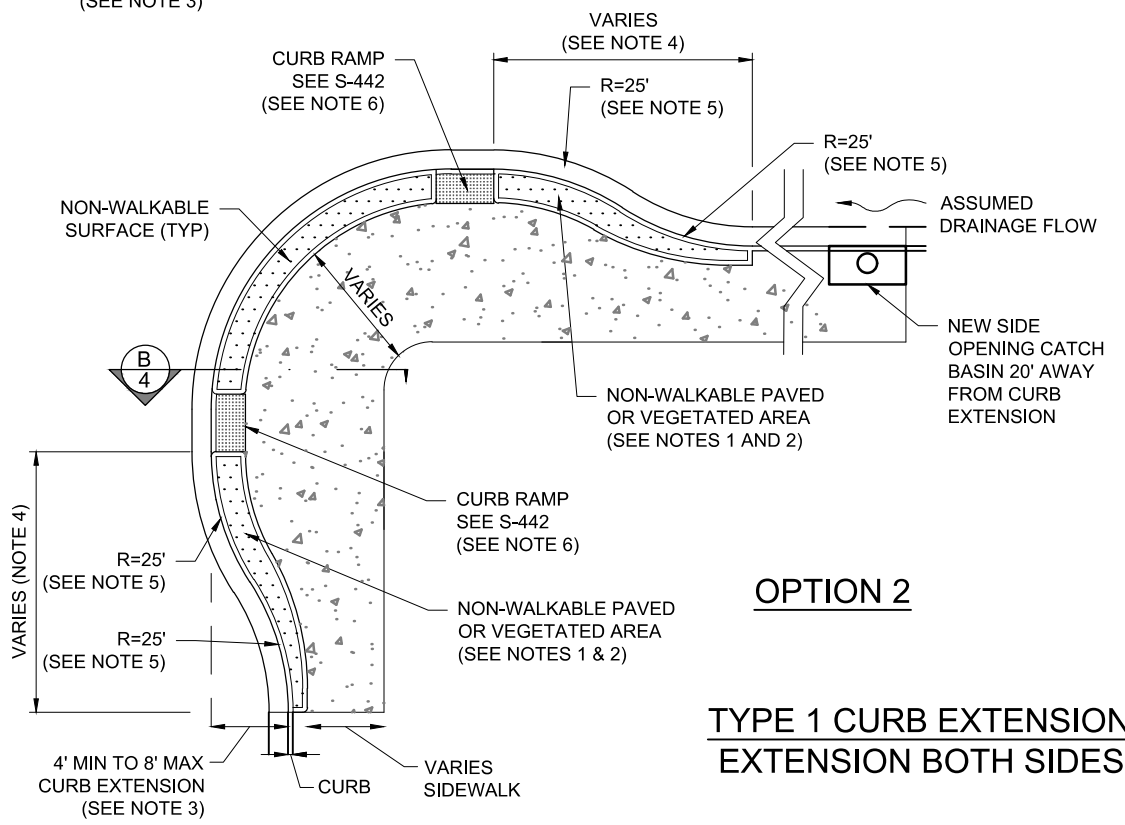 (SEE NOTE 3)
VARIES
(SEE NOTE 4)
CURB RAMP
SEE S-442
(SEE NOTE 6)
R=25'
(SEE NOTE 5)
R=25'
(SEE NOTE 5)
NON-WALKABLE
SURFACE (TYP)
ASSUMED
DRAINAGE FLOW
VARIES
B
4
NEW SIDE
OPENING CATCH
BASIN 20' AWAY
FROM CURB
EXTENSION
NON-WALKABLE PAVED
OR VEGETATED AREA
(SEE NOTES 1 AND 2)
CURB RAMP
SEE S-442
(SEE NOTE 6)
VARIES (NOTE 4)
R=25'
(SEE NOTE 5)
R=25'
(SEE NOTE 5)
NON-WALKABLE PAVED
OR VEGETATED AREA
(SEE NOTES 1 & 2)
OPTION 2
4' MIN TO 8' MAX
CURB EXTENSION
(SEE NOTE 3)
CURB
VARIES
SIDEWALK
TYPE 1 CURB EXTENSION
EXTENSION BOTH SIDES